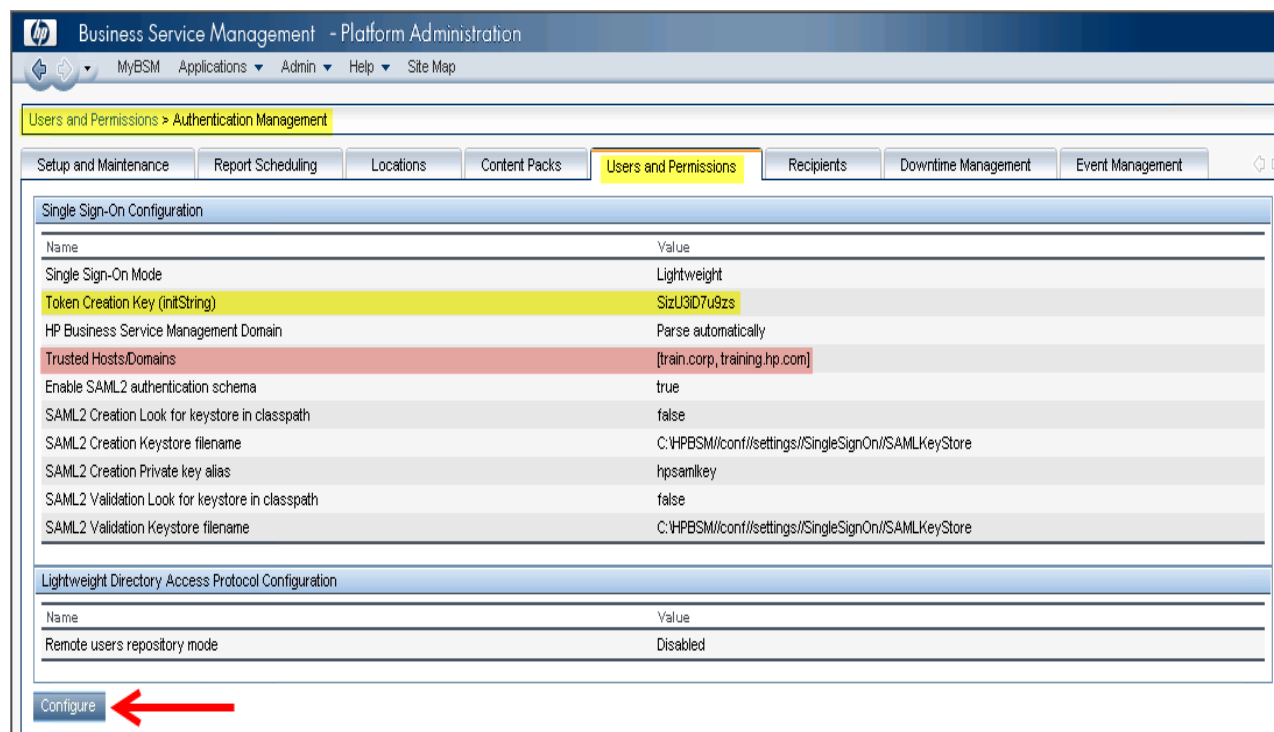 hp Business Service Management - Platform Administration
MyBSM Applications Admin Help Site Map
Users and Permissions > Authentication Management
Setup and Maintenance Report Scheduling Locations Content Packs Users and Permissions Recipients Downtime Management Event Management
Single Sign-On Configuration
Name Value
Single Sign-On Mode Lightweight
Token Creation Key (initString) SizU3iD7u9zs
HP Business Service Management Domain Parse automatically
Trusted Hosts/Domains [train.corp, training.hp.com]
Enable SAML2 authentication schema true
SAML2 Creation Look for keystore in classpath false
SAML2 Creation Keystore filename C:\HPBSM//conf//settings//SingleSignOn//SAMLKeyStore
SAML2 Creation Private key alias hpsamlkey
SAML2 Validation Look for keystore in classpath false
SAML2 Validation Keystore filename C:\HPBSM//conf//settings//SingleSignOn//SAMLKeyStore
Lightweight Directory Access Protocol Configuration
Name Value
Remote users repository mode Disabled
Configure